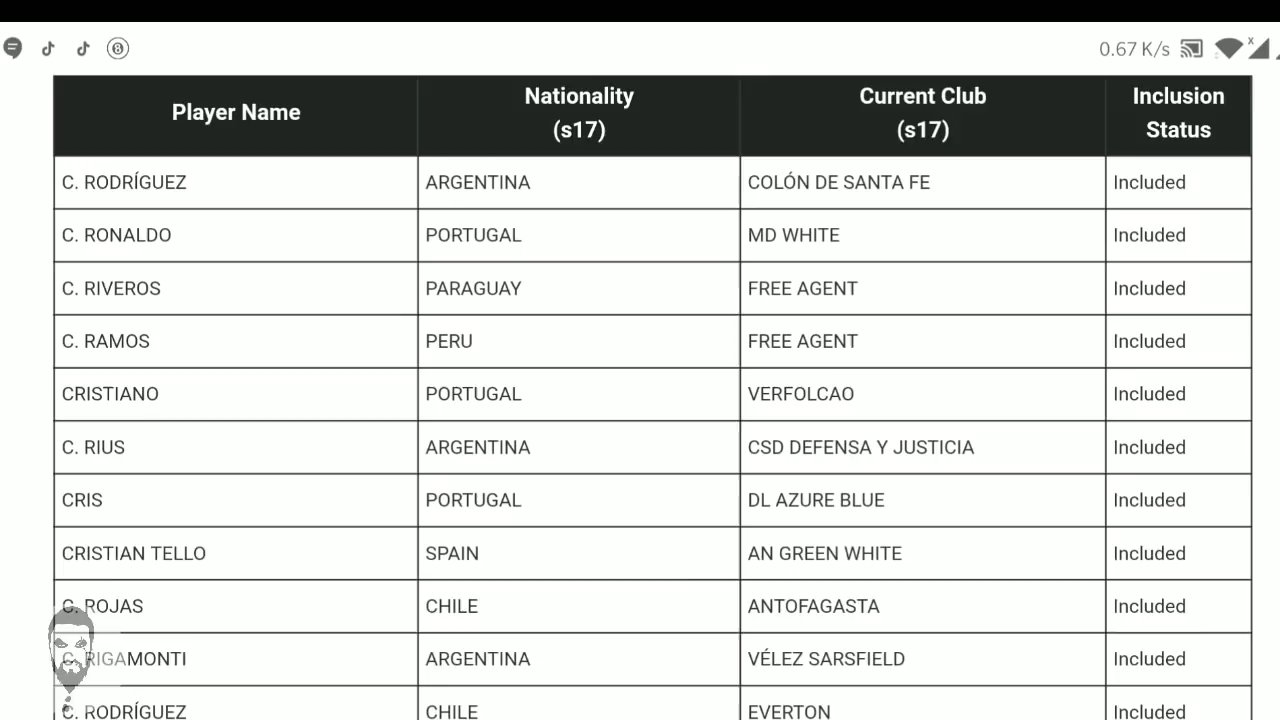 0.67 K/s
Player Name Nationality (s17) Current Club (s17) Inclusion Status
C. RODRÍGUEZ ARGENTINA COLÓN DE SANTA FE Included
C. RONALDO PORTUGAL MD WHITE Included
C. RIVEROS PARAGUAY FREE AGENT Included
C. RAMOS PERU FREE AGENT Included
CRISTIANO PORTUGAL VERFOLCAO Included
C. RIUS ARGENTINA CSD DEFENSA Y JUSTICIA Included
CRIS PORTUGAL DL AZURE BLUE Included
CRISTIAN TELLO SPAIN AN GREEN WHITE Included
C. ROJAS CHILE ANTOFAGASTA Included
C. RIGAMONTI ARGENTINA VÉLEZ SARSFIELD Included
C. RODRÍGUEZ CHILE EVERTON Included